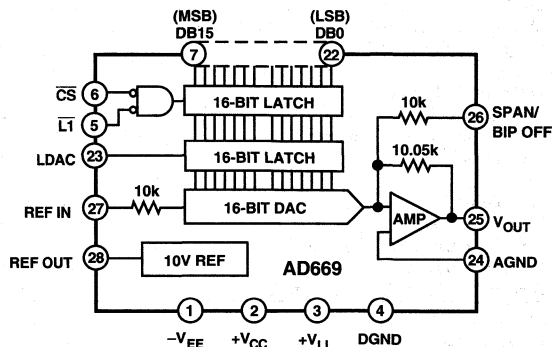 (MSB) (LSB)
DB15 DB0
7 22
CS 6
L1 5
16-BIT LATCH
10k
26 SPAN/
BIP OFF
LDAC 23
16-BIT LATCH
10.05k
REF IN 27
10k
16-BIT DAC
AMP
25 VOUT
24 AGND
REF OUT 28
10V REF
AD669
1 2 3 4
–VEE +VCC +VLL DGND